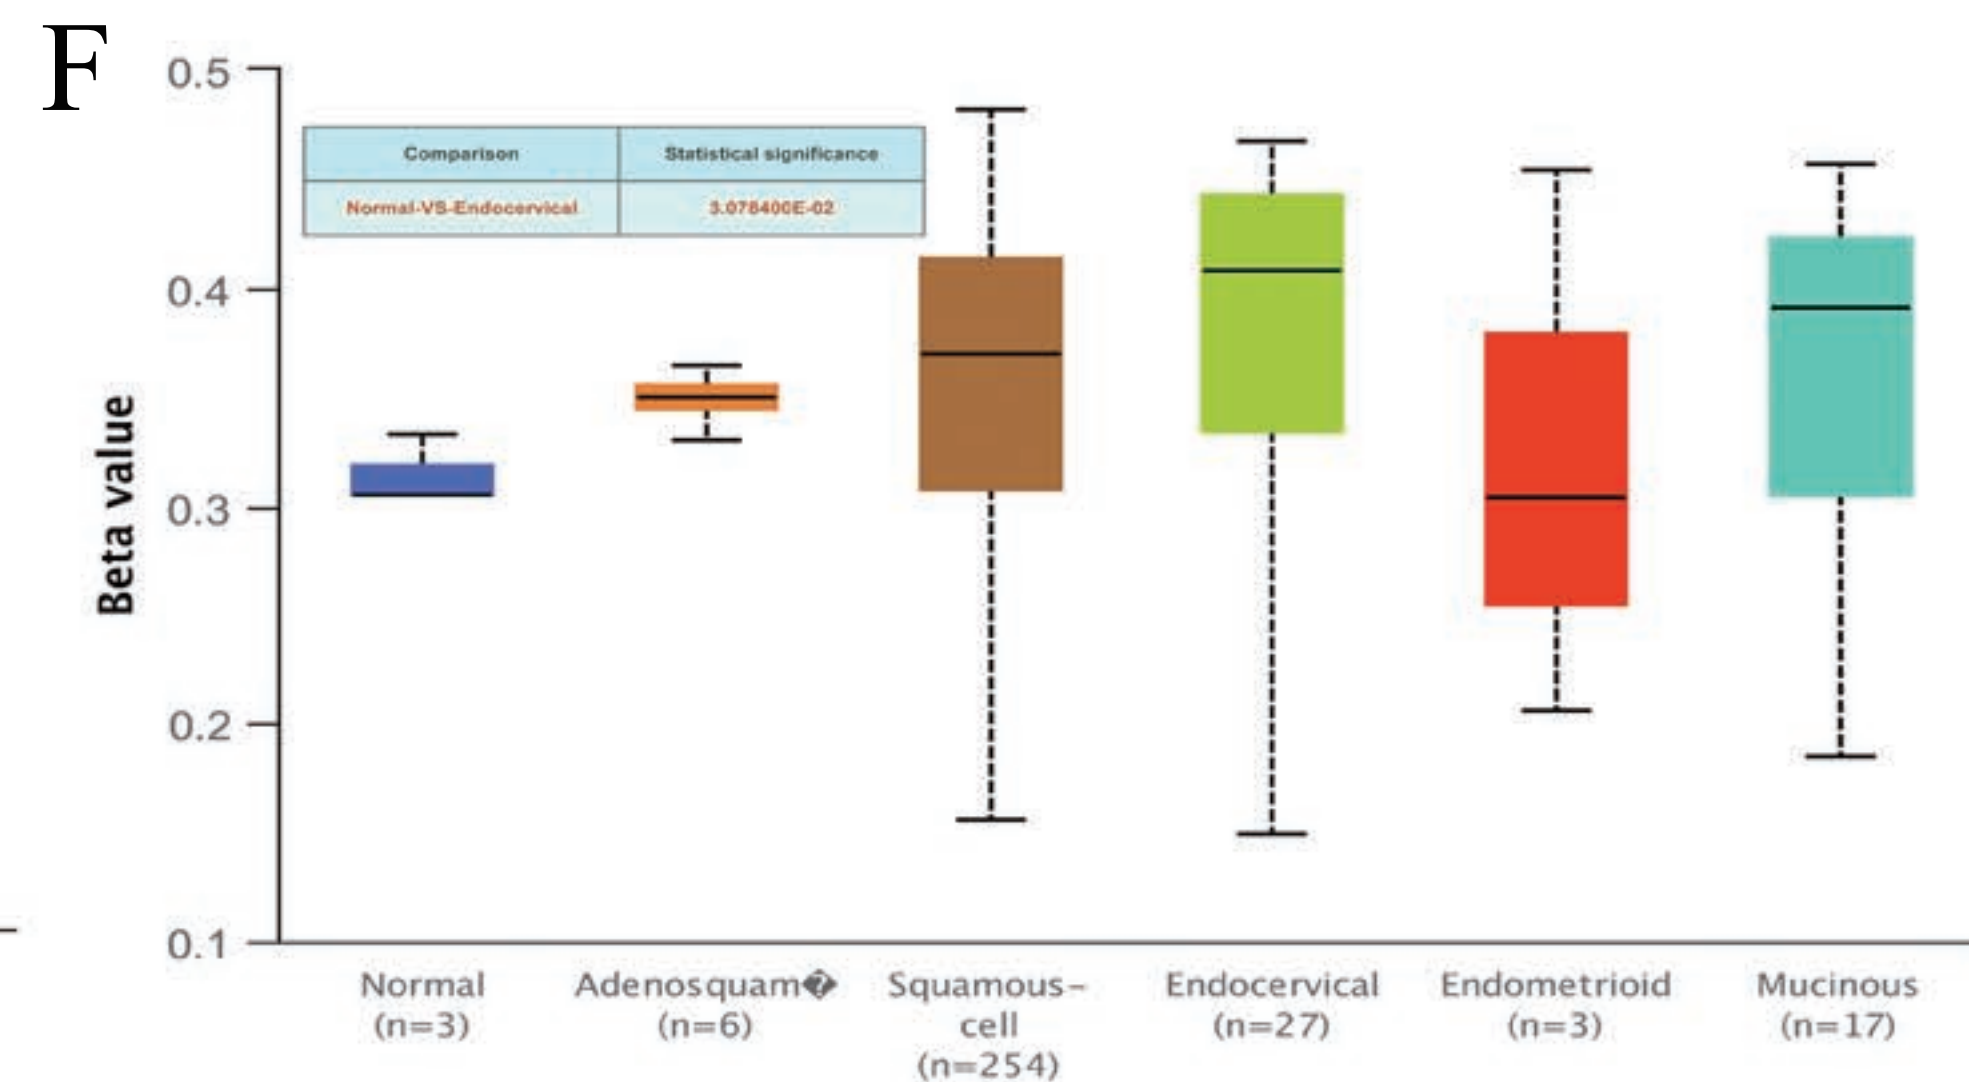 F
0.5
0.4
0.3
0.2
0.1
Beta value
Comparison Statistical significance
Normal-VS-Endocervical 3.078400E-02
Normal
(n=3)
Adenosquam�
(n=6)
Squamous-
cell
(n=254)
Endocervical
(n=27)
Endometrioid
(n=3)
Mucinous
(n=17)